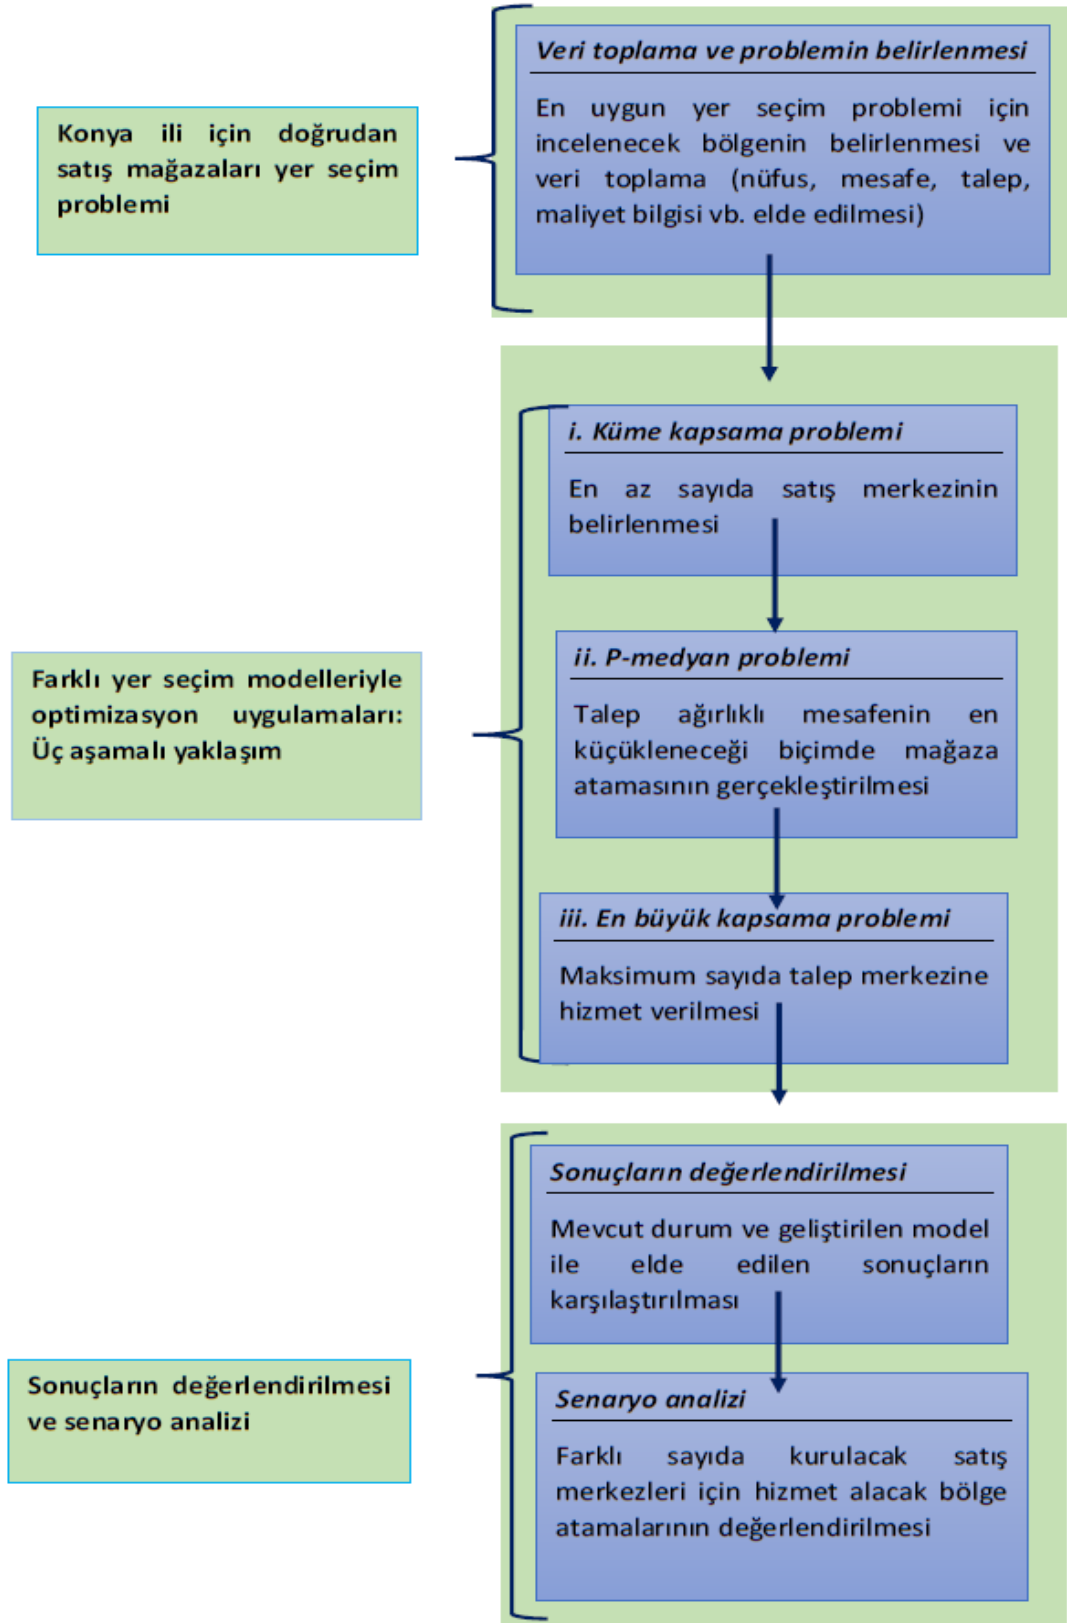 Veri toplama ve problemin belirlenmesi
En uygun yer seçim problemi için
incelenecek bölgenin belirlenmesi ve
veri toplama (nüfus, mesafe, talep,
maliyet bilgisi vb. elde edilmesi)
Konya ili için doğrudan
satış mağazaları yer seçim
problemi
i. Küme kapsama problemi
En az sayıda satış merkezinin
belirlenmesi
ii. P-medyan problemi
Talep ağırlıklı mesafenin en
küçükleneceği biçimde mağaza
atamasının gerçekleştirilmesi
Farklı yer seçim modelleriyle
optimizasyon uygulamaları:
Üç aşamalı yaklaşım
iii. En büyük kapsama problemi
Maksimum sayıda talep merkezine
hizmet verilmesi
Sonuçların değerlendirilmesi
Mevcut durum ve geliştirilen model
ile elde edilen sonuçların
karşılaştırılması
Sonuçların değerlendirilmesi
ve senaryo analizi
Senaryo analizi
Farklı sayıda kurulacak satış
merkezleri için hizmet alacak bölge
atamalarının değerlendirilmesi